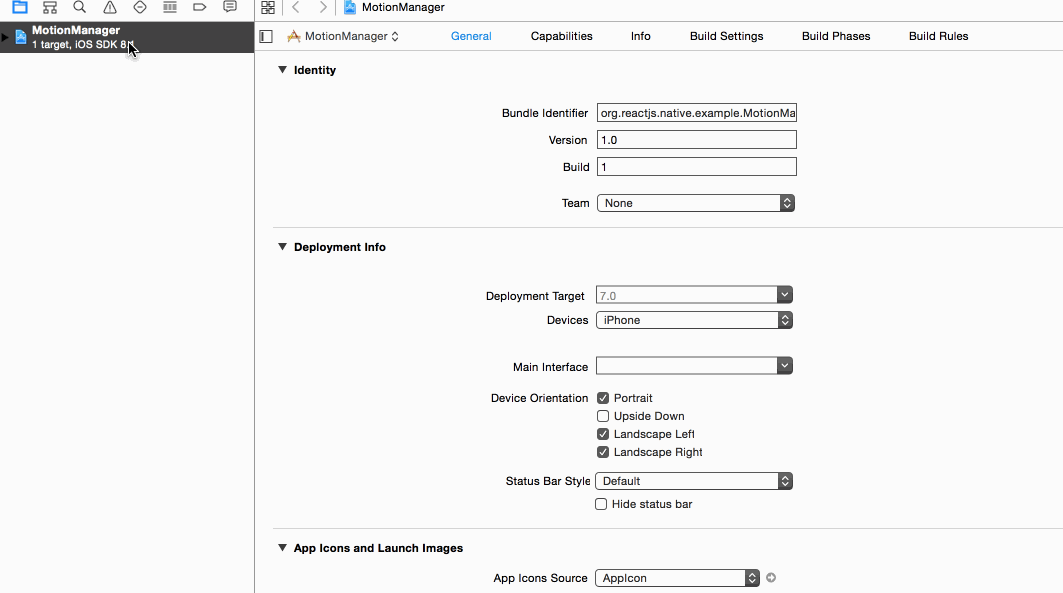 MotionManager
MotionManager
1 target, iOS SDK 8.1
MotionManager
General
Capabilities
Info
Build Settings
Build Phases
Build Rules
Identity
Bundle Identifier
org.reactjs.native.example.MotionMa
Version
1.0
Build
1
Team
None
Deployment Info
Deployment Target
7.0
Devices
iPhone
Main Interface
Device Orientation
Portrait
Upside Down
Landscape Left
Landscape Right
Status Bar Style
Default
Hide status bar
App Icons and Launch Images
App Icons Source
AppIcon